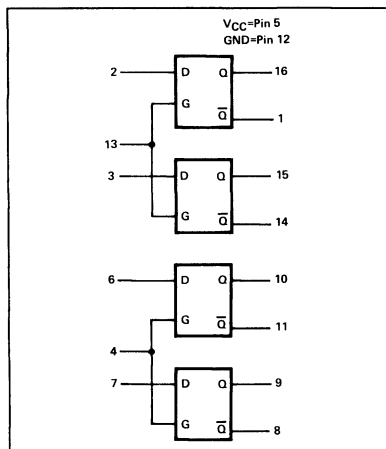 VCC=Pin 5
GND=Pin 12
2 D Q 16
G Q̅ 1
13
3 D Q 15
G Q̅ 14
6 D Q 10
G Q̅ 11
4
7 D Q 9
G Q̅ 8